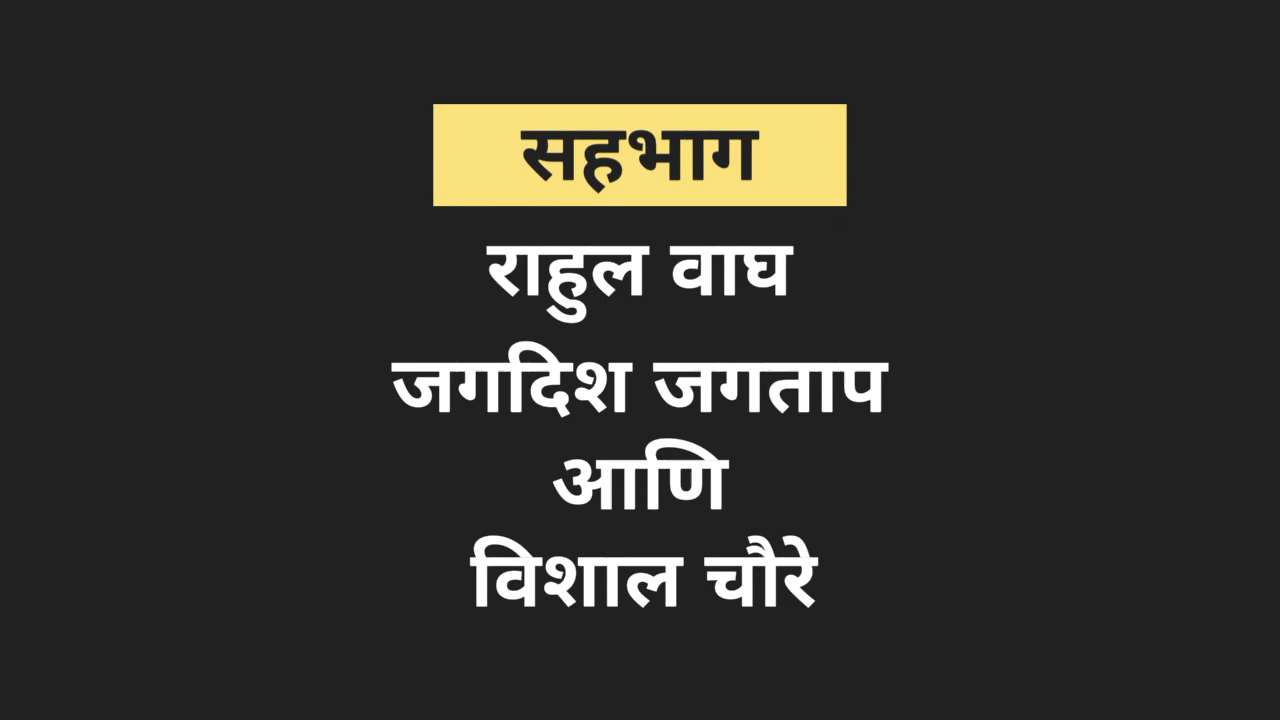 सहभाग
राहुल वाघ
जगदिश जगताप
आणि
विशाल चौरे